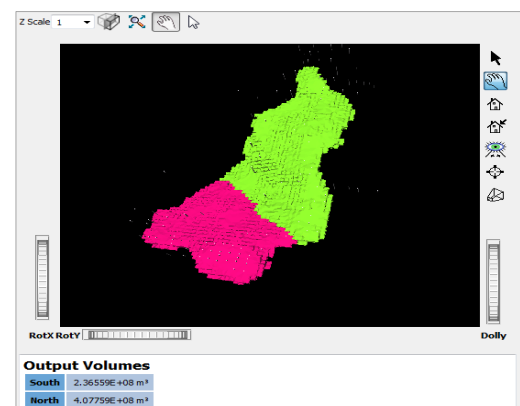 Z Scale 1
RotX RotY
Dolly
Output Volumes
South 2.36559E+08 m³
North 4.07759E+08 m³